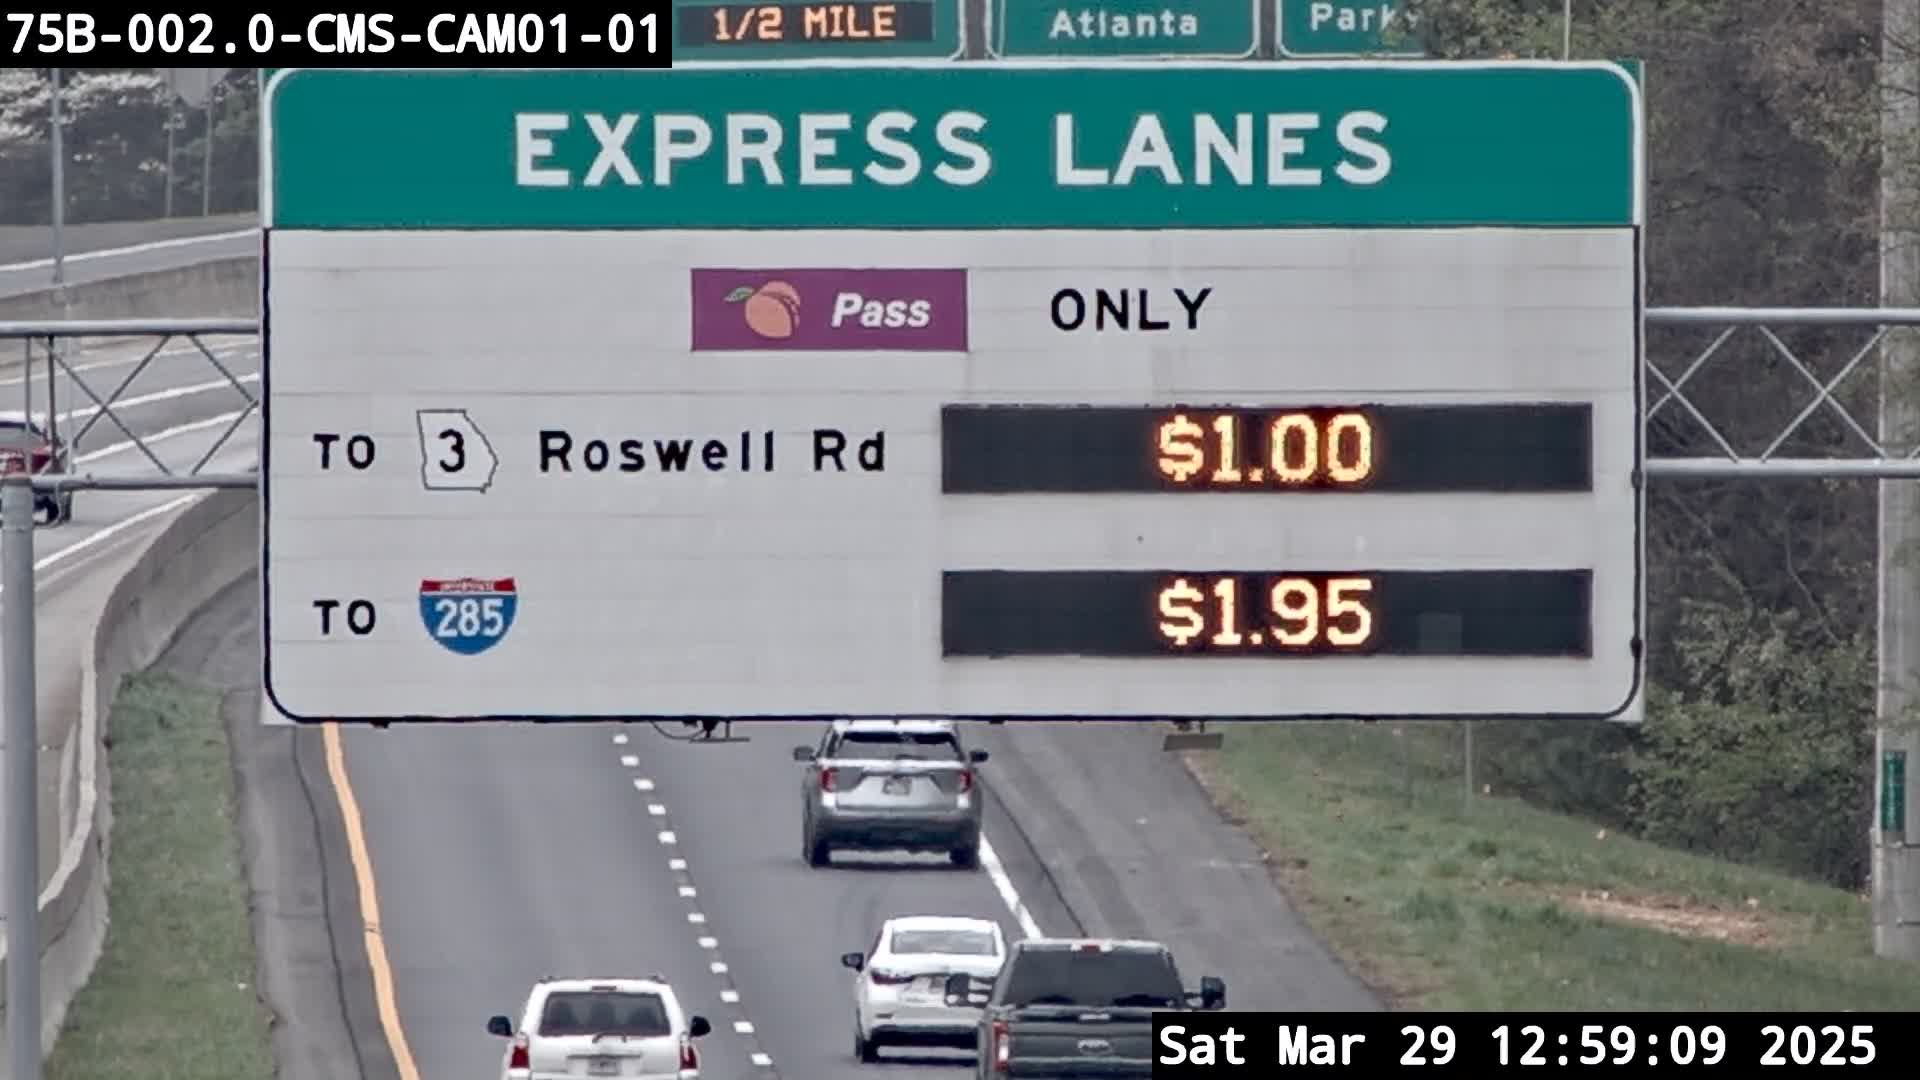 75B-002.0-CMS-CAM01-01
1/2 MILE
Atlanta
EXPRESS LANES
Pass ONLY
TO 3 Roswell Rd $1.00
TO INTERSTATE 285 $1.95
Sat Mar 29 12:59:09 2025